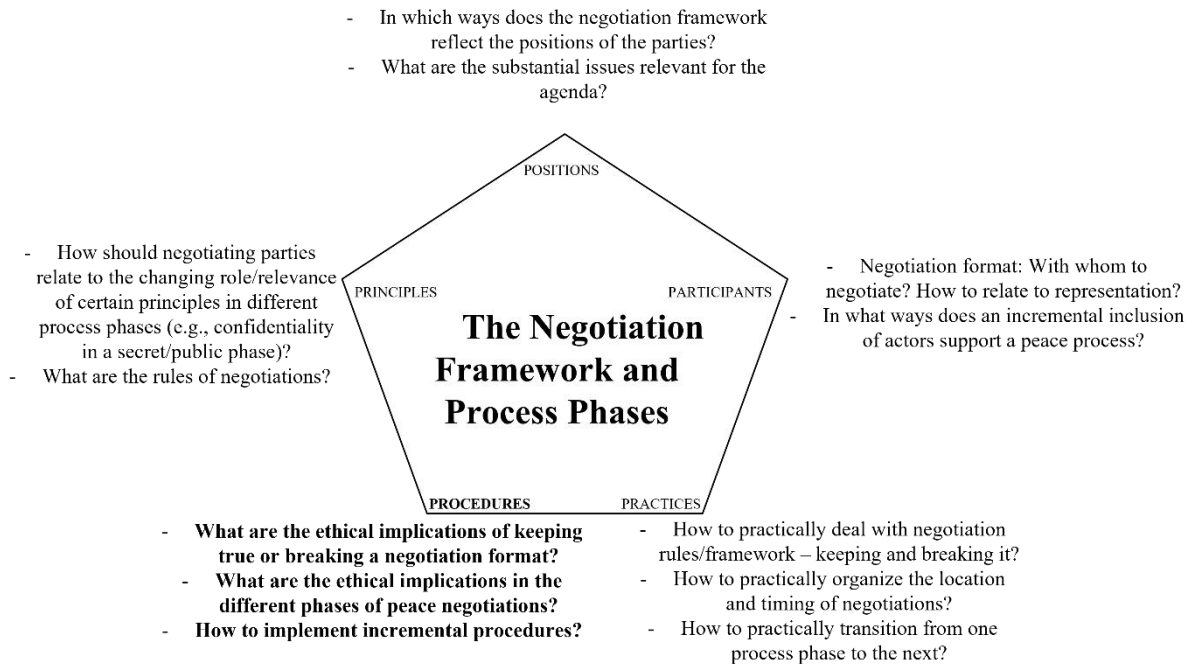 - In which ways does the negotiation framework
reflect the positions of the parties?
- What are the substantial issues relevant for the
agenda?
POSITIONS
- How should negotiating parties
relate to the changing role/relevance
of certain principles in different
process phases (e.g., confidentiality
in a secret/public phase)?
- What are the rules of negotiations?
PRINCIPLES
PARTICIPANTS
- Negotiation format: With whom to
negotiate? How to relate to representation?
- In what ways does an incremental inclusion
of actors support a peace process?
The Negotiation
Framework and
Process Phases
PROCEDURES
PRACTICES
- What are the ethical implications of keeping
true or breaking a negotiation format?
- What are the ethical implications in the
different phases of peace negotiations?
- How to implement incremental procedures?
- How to practically deal with negotiation
rules/framework – keeping and breaking it?
- How to practically organize the location
and timing of negotiations?
- How to practically transition from one
process phase to the next?